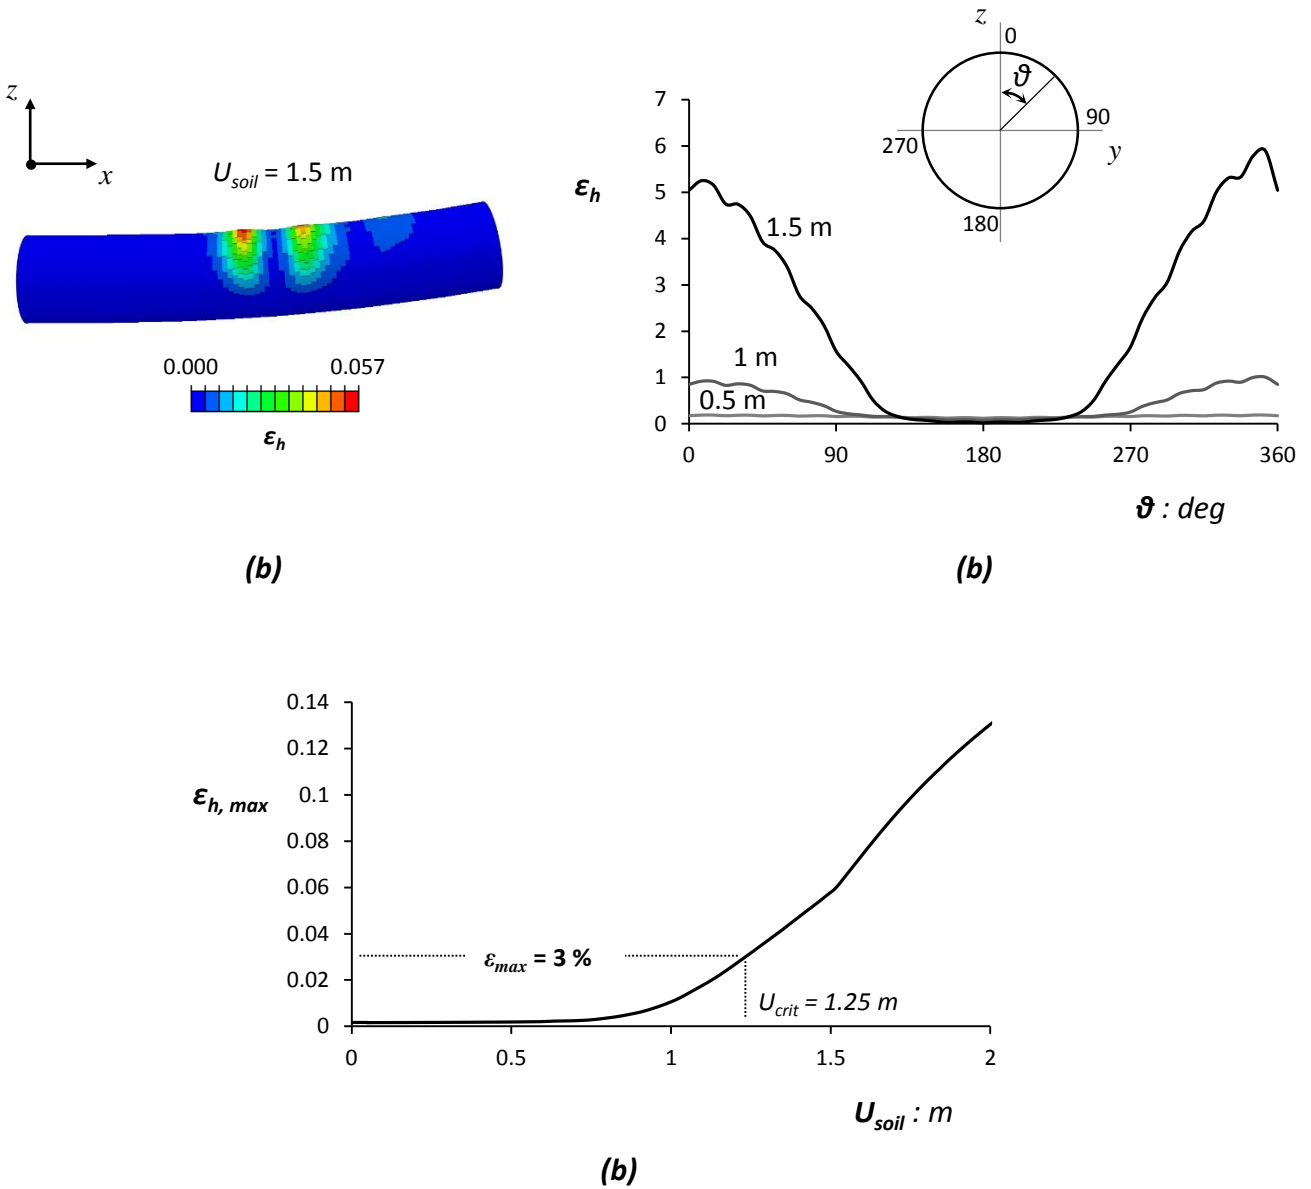 z
x
U_soil = 1.5 m
0.000 0.057
ε_h
(b)
z
0
ϑ
90
270
y
180
7
6
5
4
3
2
1
0
ε_h
1.5 m
1 m
0.5 m
0 90 180 270 360
ϑ : deg
(b)
0.14
0.12
0.1
0.08
0.06
0.04
0.02
0
ε_h, max
ε_max = 3 %
U_crit = 1.25 m
0 0.5 1 1.5 2
U_soil : m
(b)